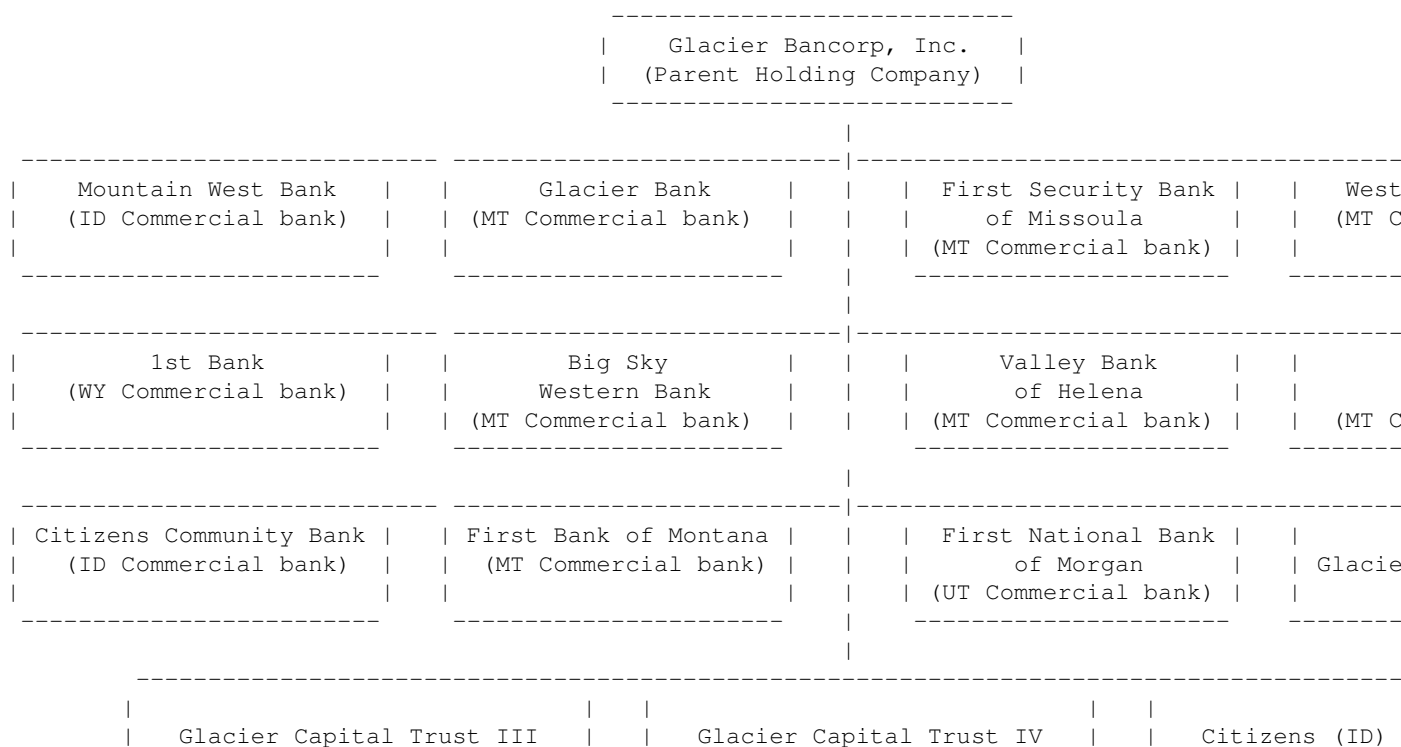 Glacier Bancorp, Inc.
(Parent Holding Company)
Mountain West Bank Glacier Bank First Security Bank West
(ID Commercial bank) (MT Commercial bank) of Missoula (MT C
(MT Commercial bank)
1st Bank Big Sky Valley Bank
(WY Commercial bank) Western Bank of Helena
(MT Commercial bank) (MT Commercial bank) (MT C
Citizens Community Bank First Bank of Montana First National Bank
(ID Commercial bank) (MT Commercial bank) of Morgan Glacie
(UT Commercial bank)
Glacier Capital Trust III Glacier Capital Trust IV Citizens (ID)